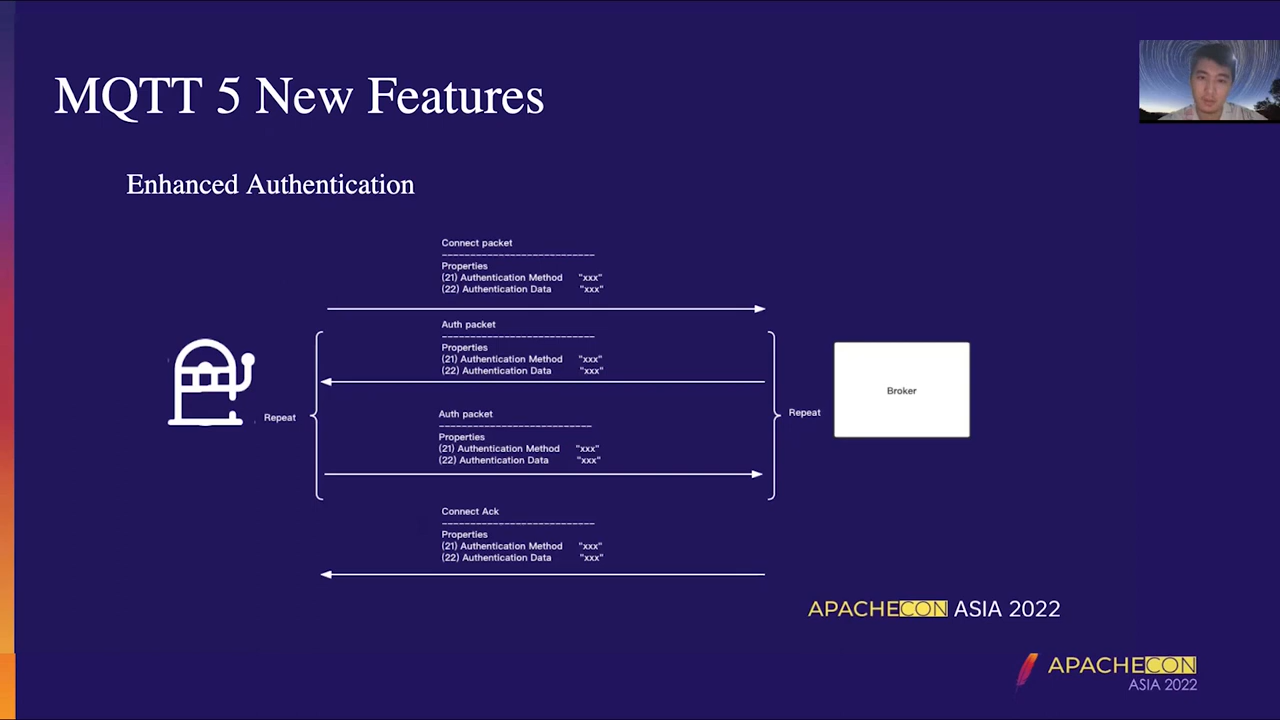 MQTT 5 New Features
Enhanced Authentication
Connect packet
---------------------------
Properties
(21) Authentication Method "xxx"
(22) Authentication Data "xxx"
Auth packet
---------------------------
Properties
(21) Authentication Method "xxx"
(22) Authentication Data "xxx"
Repeat
Repeat
Broker
Auth packet
---------------------------
Properties
(21) Authentication Method "xxx"
(22) Authentication Data "xxx"
Connect Ack
---------------------------
Properties
(21) Authentication Method "xxx"
(22) Authentication Data "xxx"
APACHECON ASIA 2022
APACHECON
ASIA 2022